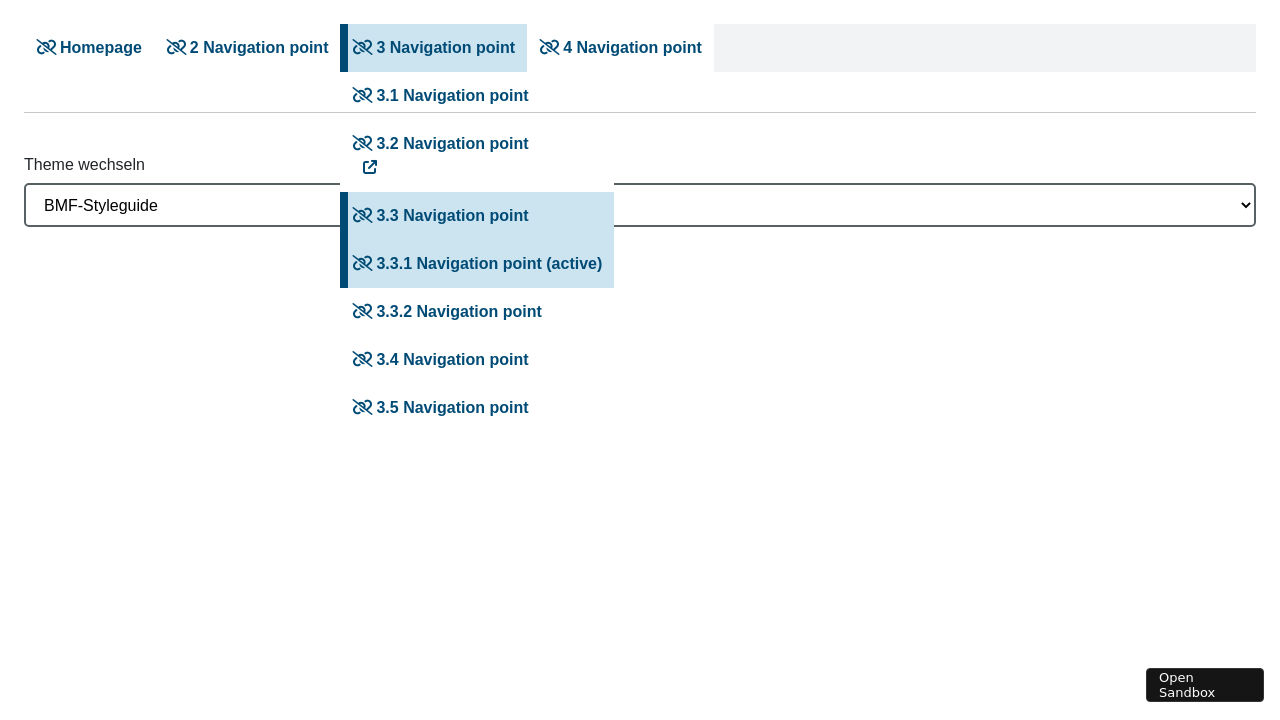 Homepage
2 Navigation point
3 Navigation point
4 Navigation point
3.1 Navigation point
3.2 Navigation point
Theme wechseln
BMF-Styleguide
3.3 Navigation point
3.3.1 Navigation point (active)
3.3.2 Navigation point
3.4 Navigation point
3.5 Navigation point
Open
Sandbox